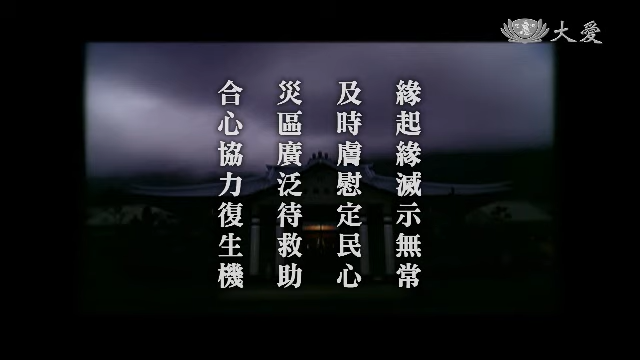 大愛
緣起緣滅示無常
及時膚慰定民心
災區廣泛待救助
合心協力復生機